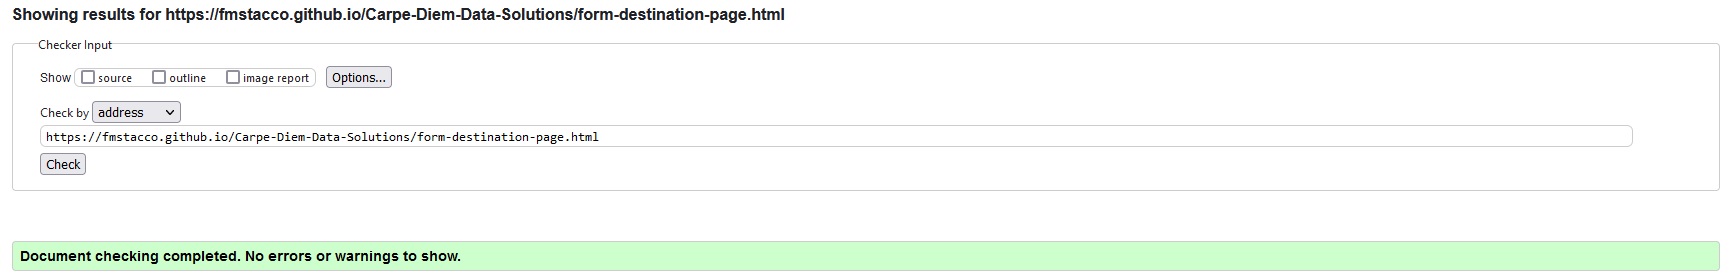 Showing results for https://fmstacco.github.io/Carpe-Diem-Data-Solutions/form-destination-page.html
Checker Input
Show source outline image report Options...
Check by address
https://fmstacco.github.io/Carpe-Diem-Data-Solutions/form-destination-page.html
Check
Document checking completed. No errors or warnings to show.